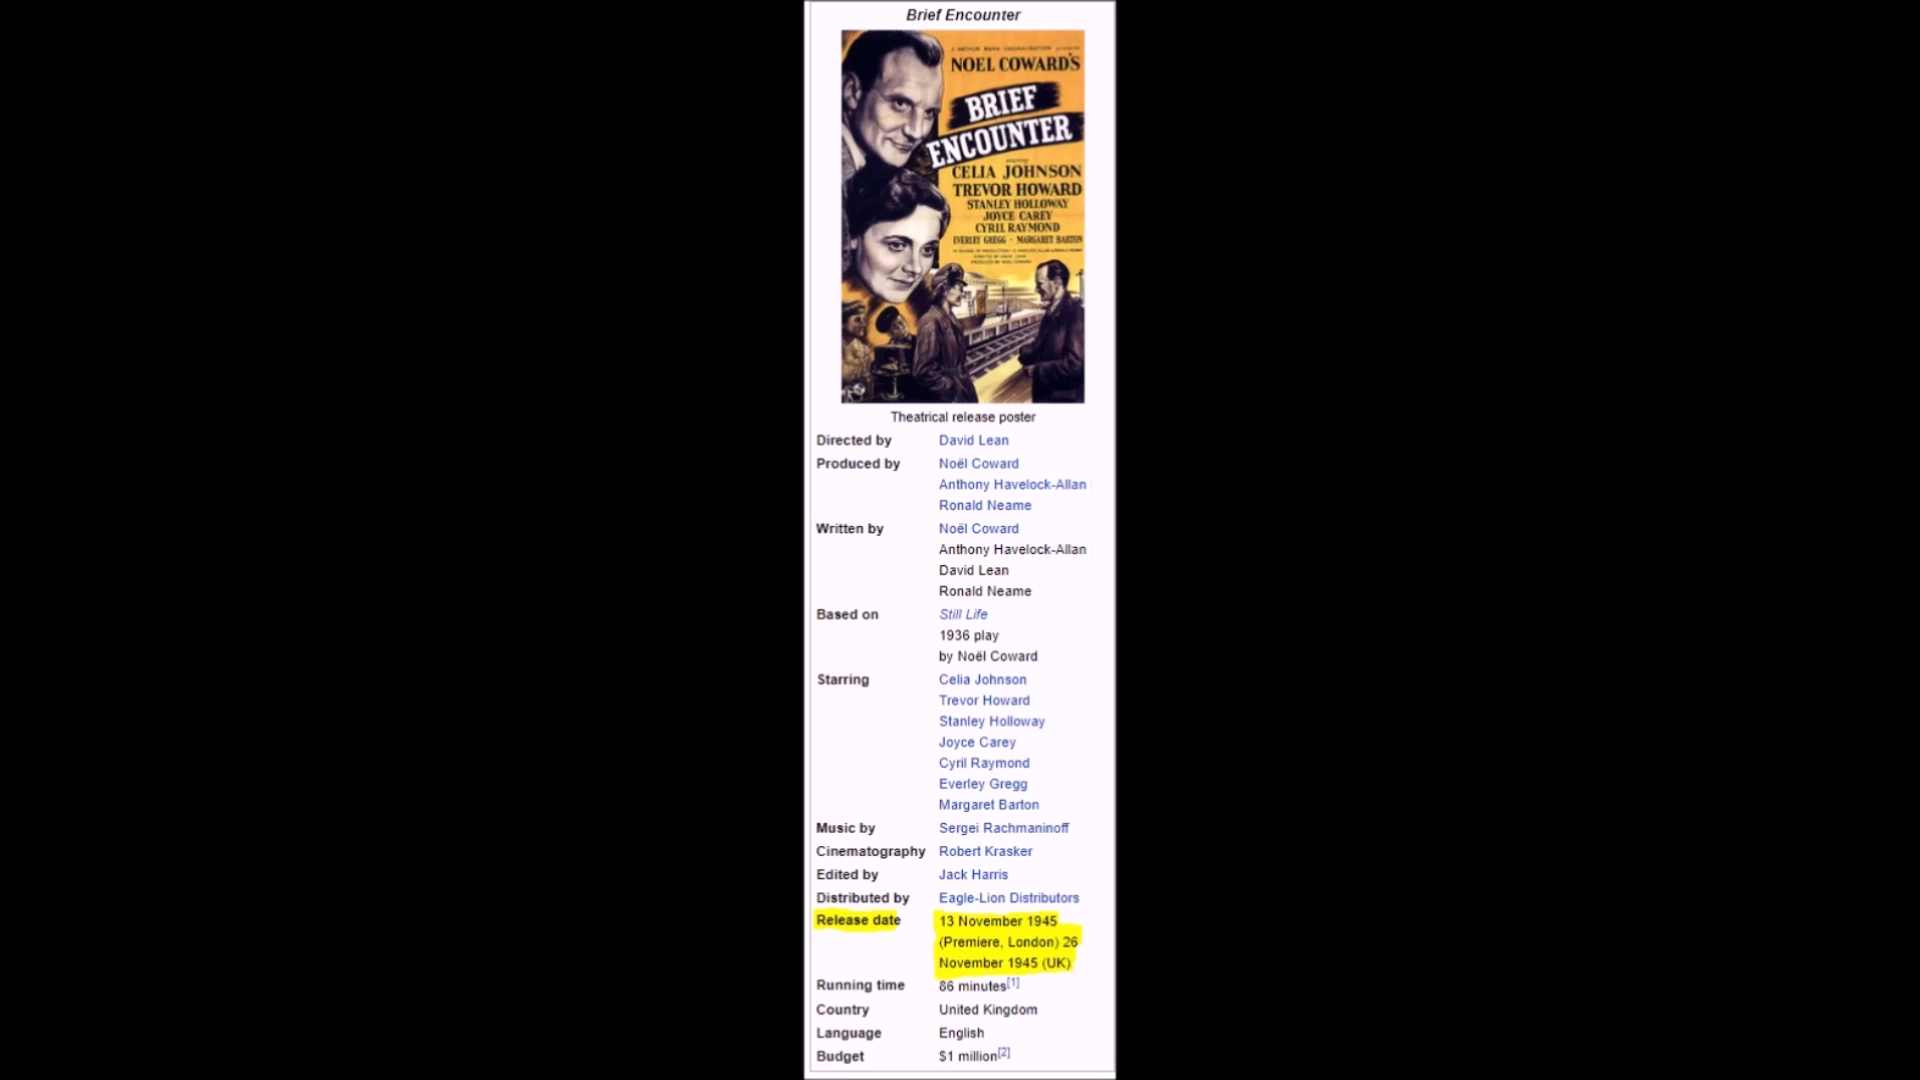 Brief Encounter
NOEL COWARD'S
BRIEF
ENCOUNTER
CELIA JOHNSON
TREVOR HOWARD
STANLEY HOLLOWAY
JOYCE CAREY
CYRIL RAYMOND
EVERLEY GREGG - MARGARET BARTON
Theatrical release poster
Directed by David Lean
Produced by Noël Coward
Anthony Havelock-Allan
Ronald Neame
Written by Noël Coward
Anthony Havelock-Allan
David Lean
Ronald Neame
Based on Still Life
1936 play
by Noël Coward
Starring Celia Johnson
Trevor Howard
Stanley Holloway
Joyce Carey
Cyril Raymond
Everley Gregg
Margaret Barton
Music by Sergei Rachmaninoff
Cinematography Robert Krasker
Edited by Jack Harris
Distributed by Eagle-Lion Distributors
Release date 13 November 1945
(Premiere, London) 26
November 1945 (UK)
Running time 86 minutes[1]
Country United Kingdom
Language English
Budget $1 million[2]